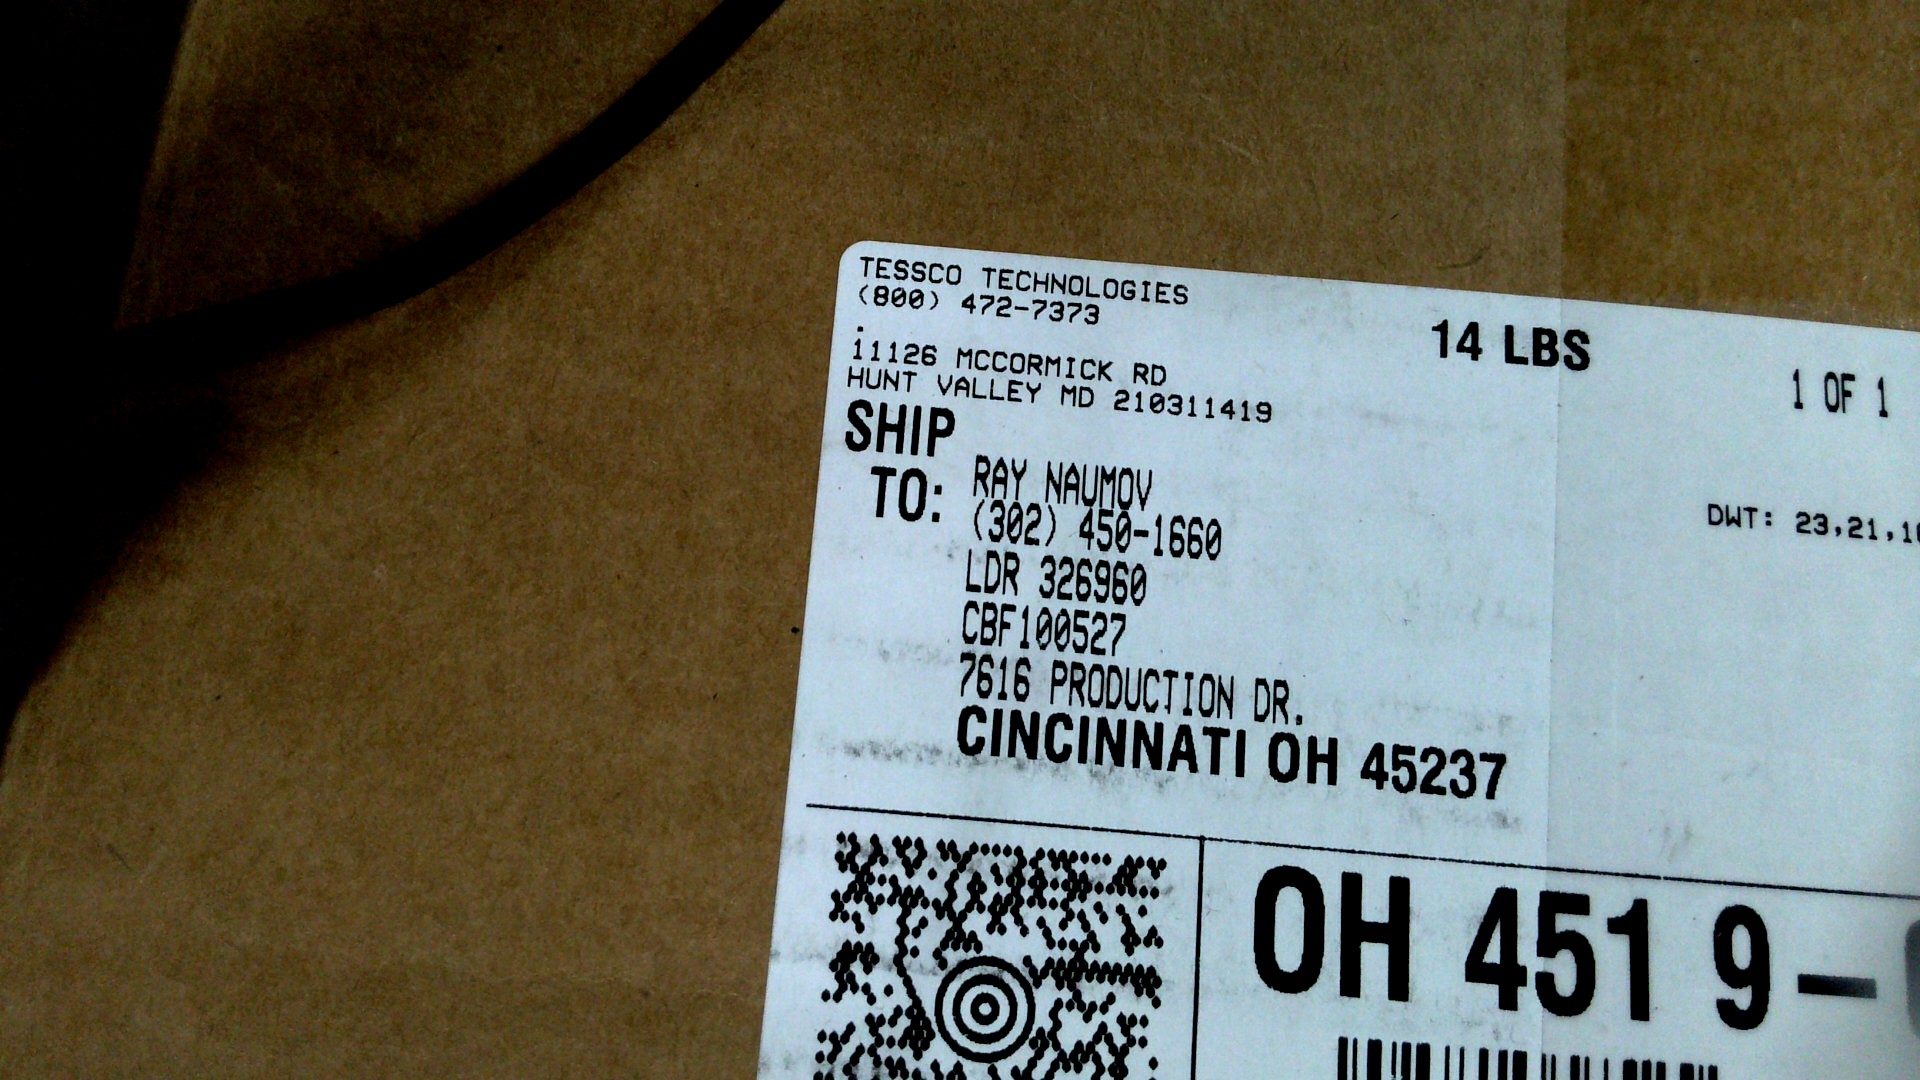 TESSCO TECHNOLOGIES
(800) 472-7373
.
11126 MCCORMICK RD
HUNT VALLEY MD 210311419
14 LBS
1 OF 1
SHIP
TO:
RAY NAUMOV
(302) 450-1660
LDR 326960
CBF100527
7616 PRODUCTION DR.
CINCINNATI OH 45237
DWT: 23,21,1
OH 451 9-